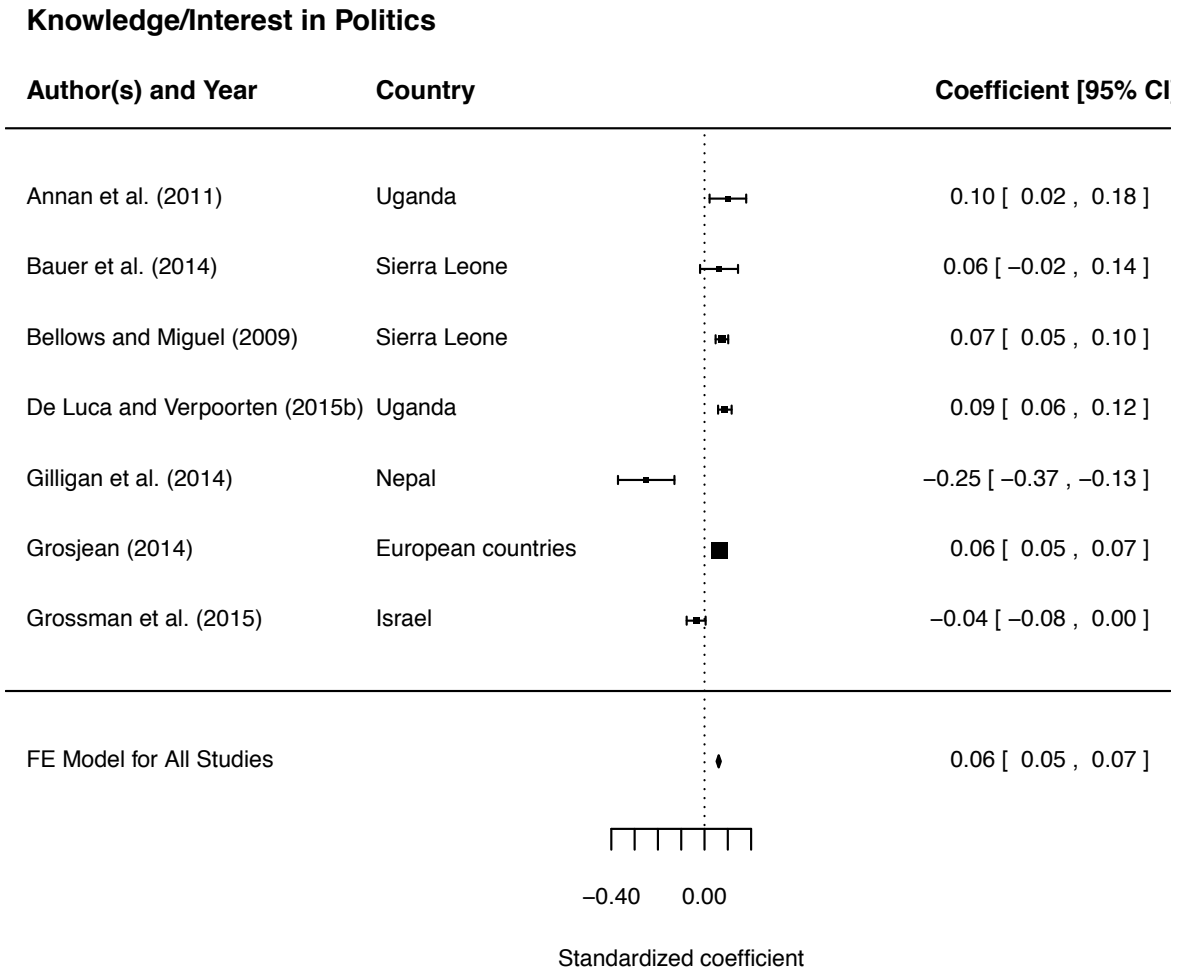 Knowledge/Interest in Politics
Author(s) and Year Country Coefficient [95% CI]
Annan et al. (2011) Uganda 0.10 [ 0.02 , 0.18 ]
Bauer et al. (2014) Sierra Leone 0.06 [ −0.02 , 0.14 ]
Bellows and Miguel (2009) Sierra Leone 0.07 [ 0.05 , 0.10 ]
De Luca and Verpoorten (2015b) Uganda 0.09 [ 0.06 , 0.12 ]
Gilligan et al. (2014) Nepal −0.25 [ −0.37 , −0.13 ]
Grosjean (2014) European countries 0.06 [ 0.05 , 0.07 ]
Grossman et al. (2015) Israel −0.04 [ −0.08 , 0.00 ]
FE Model for All Studies 0.06 [ 0.05 , 0.07 ]
−0.40 0.00
Standardized coefficient